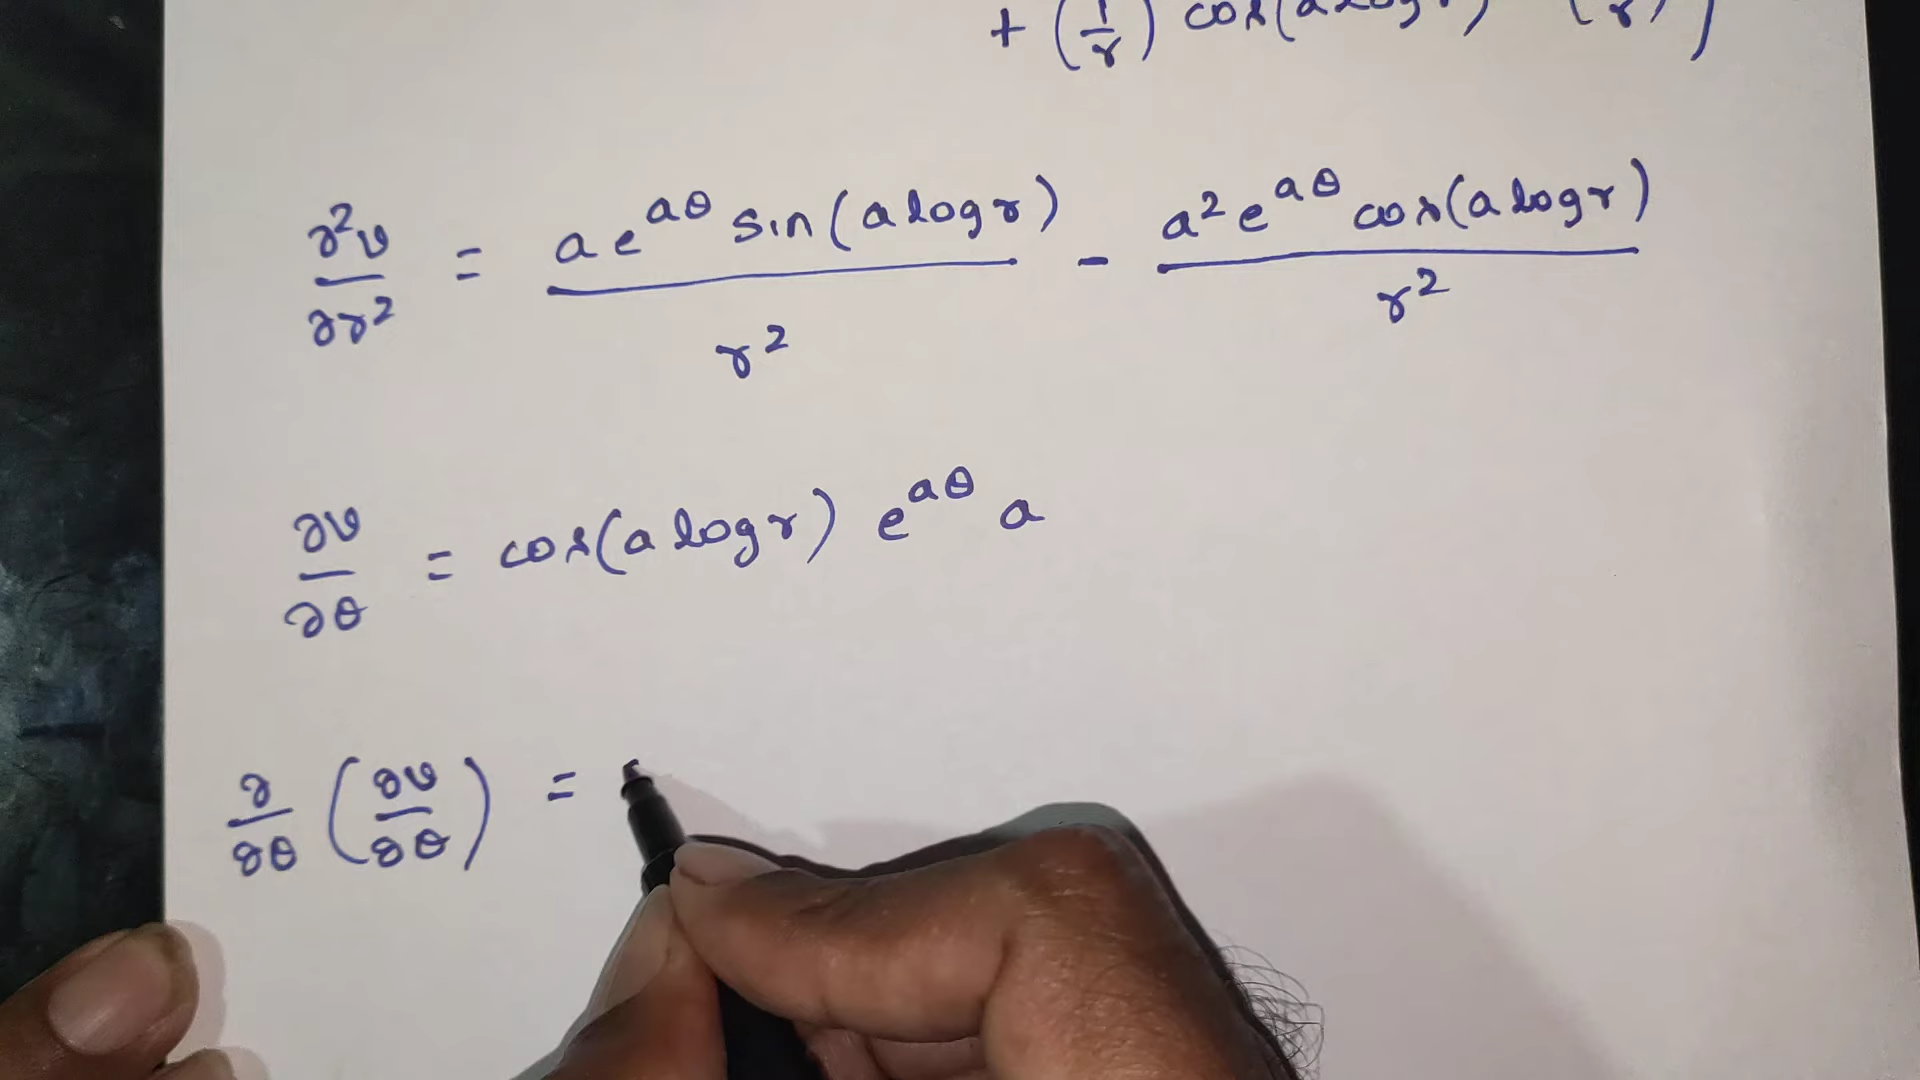 + (1/r) cos(a log r) (r)]
∂²v/∂r² = a e^{aθ} sin(a log r)/r² - a² e^{aθ} cos(a log r)/r²
∂v/∂θ = cos(a log r) e^{aθ} a
∂/∂θ (∂v/∂θ) =